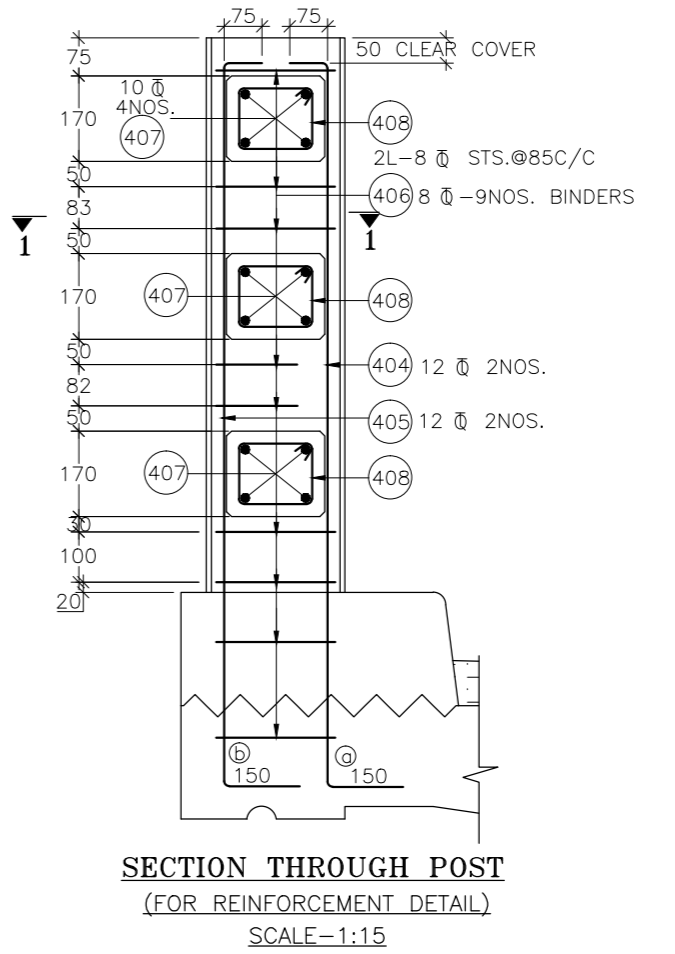 75
75
50 CLEAR COVER
75
10 Φ
4NOS.
407
170
408
2L-8 Φ STS.@85C/C
50
406
8 Φ-9NOS. BINDERS
83
1
1
50
170
407
408
50
404
12 Φ 2NOS.
82
405
12 Φ 2NOS.
50
170
407
408
30
100
20
b
150
a
150
SECTION THROUGH POST
(FOR REINFORCEMENT DETAIL)
SCALE-1:15